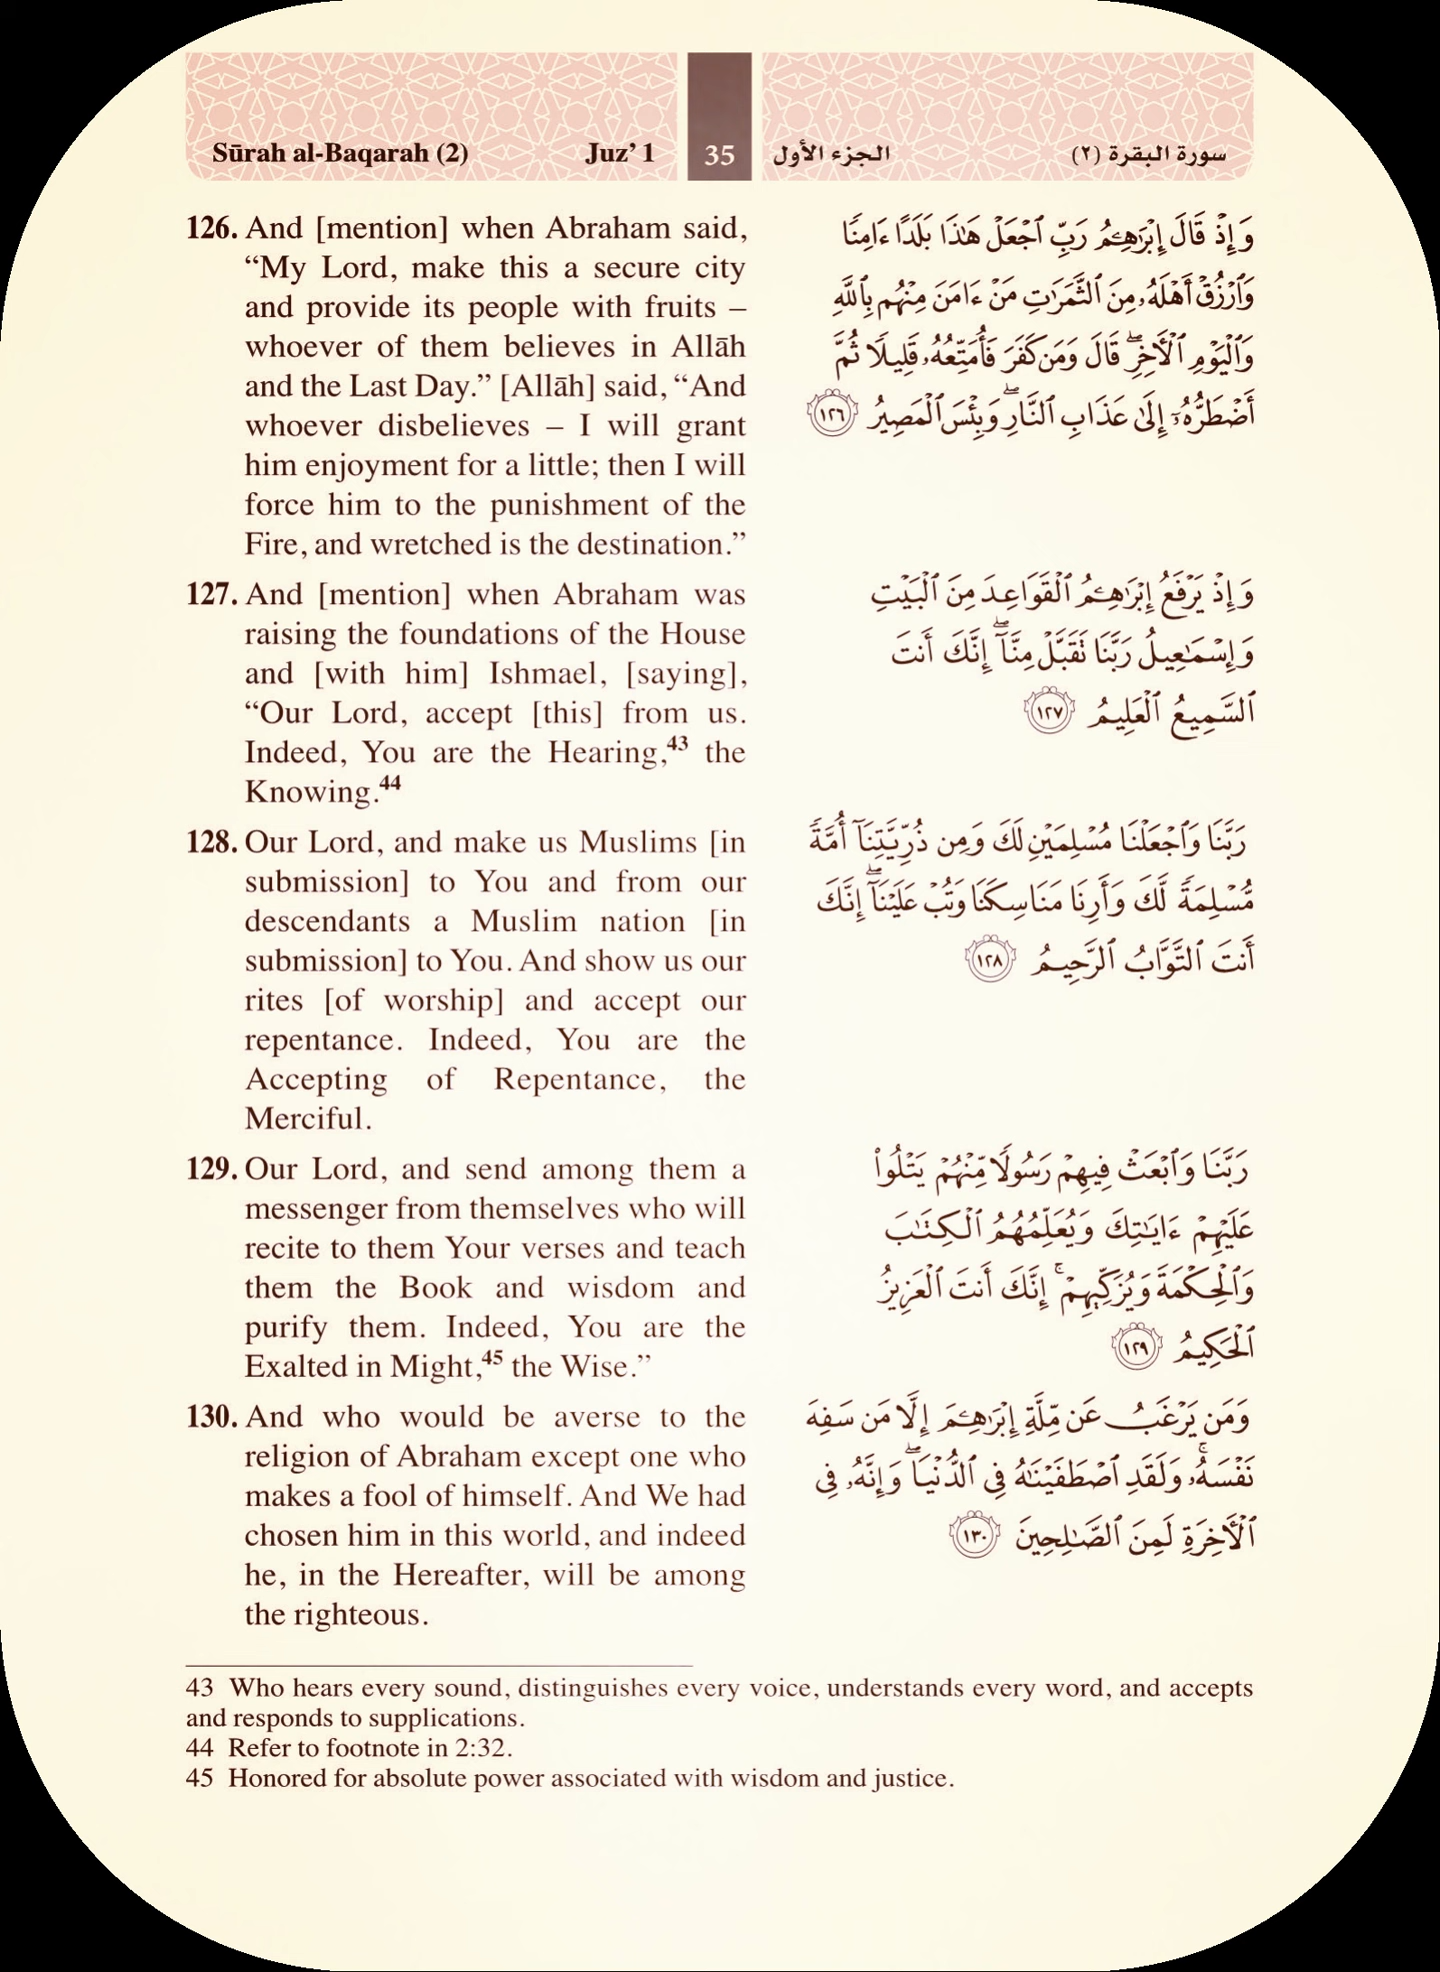 Sūrah al-Baqarah (2) Juz’ 1 35 الجزء الأول سورة البقرة (٢)
126. And [mention] when Abraham said,
“My Lord, make this a secure city
and provide its people with fruits –
whoever of them believes in Allāh
and the Last Day.” [Allāh] said, “And
whoever disbelieves – I will grant
him enjoyment for a little; then I will
force him to the punishment of the
Fire, and wretched is the destination.”
وَإِذْ قَالَ إِبْرَٰهِـۧمُ رَبِّ ٱجْعَلْ هَـٰذَا بَلَدًا ءَامِنًا
وَٱرْزُقْ أَهْلَهُۥ مِنَ ٱلثَّمَرَٰتِ مَنْ ءَامَنَ مِنْهُم بِٱللَّهِ
وَٱلْيَوْمِ ٱلْـَٔاخِرِ ۖ قَالَ وَمَن كَفَرَ فَأُمَتِّعُهُۥ قَلِيلًا ثُمَّ
أَضْطَرُّهُۥٓ إِلَىٰ عَذَابِ ٱلنَّارِ ۖ وَبِئْسَ ٱلْمَصِيرُ ١٢٦
127. And [mention] when Abraham was
raising the foundations of the House
and [with him] Ishmael, [saying],
“Our Lord, accept [this] from us.
Indeed, You are the Hearing,43 the
Knowing.44
وَإِذْ يَرْفَعُ إِبْرَٰهِـۧمُ ٱلْقَوَاعِدَ مِنَ ٱلْبَيْتِ
وَإِسْمَـٰعِيلُ رَبَّنَا تَقَبَّلْ مِنَّآ ۖ إِنَّكَ أَنتَ
ٱلسَّمِيعُ ٱلْعَلِيمُ ١٢٧
128. Our Lord, and make us Muslims [in
submission] to You and from our
descendants a Muslim nation [in
submission] to You. And show us our
rites [of worship] and accept our
repentance. Indeed, You are the
Accepting of Repentance, the
Merciful.
رَبَّنَا وَٱجْعَلْنَا مُسْلِمَيْنِ لَكَ وَمِن ذُرِّيَّتِنَآ أُمَّةً
مُّسْلِمَةً لَّكَ وَأَرِنَا مَنَاسِكَنَا وَتُبْ عَلَيْنَآ ۖ إِنَّكَ
أَنتَ ٱلتَّوَّابُ ٱلرَّحِيمُ ١٢٨
129. Our Lord, and send among them a
messenger from themselves who will
recite to them Your verses and teach
them the Book and wisdom and
purify them. Indeed, You are the
Exalted in Might,45 the Wise.”
رَبَّنَا وَٱبْعَثْ فِيهِمْ رَسُولًا مِّنْهُمْ يَتْلُوا۟
عَلَيْهِمْ ءَايَـٰتِكَ وَيُعَلِّمُهُمُ ٱلْكِتَـٰبَ
وَٱلْحِكْمَةَ وَيُزَكِّيهِمْ ۚ إِنَّكَ أَنتَ ٱلْعَزِيزُ
ٱلْحَكِيمُ ١٢٩
130. And who would be averse to the
religion of Abraham except one who
makes a fool of himself. And We had
chosen him in this world, and indeed
he, in the Hereafter, will be among
the righteous.
وَمَن يَرْغَبُ عَن مِّلَّةِ إِبْرَٰهِـۧمَ إِلَّا مَن سَفِهَ
نَفْسَهُۥ ۚ وَلَقَدِ ٱصْطَفَيْنَـٰهُ فِى ٱلدُّنْيَا ۖ وَإِنَّهُۥ فِى
ٱلْـَٔاخِرَةِ لَمِنَ ٱلصَّـٰلِحِينَ ١٣٠
43 Who hears every sound, distinguishes every voice, understands every word, and accepts
and responds to supplications.
44 Refer to footnote in 2:32.
45 Honored for absolute power associated with wisdom and justice.